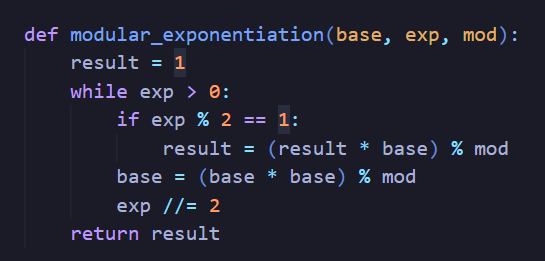 def modular_exponentiation(base, exp, mod):
    result = 1
    while exp > 0:
        if exp % 2 == 1:
            result = (result * base) % mod
        base = (base * base) % mod
        exp //= 2
    return result